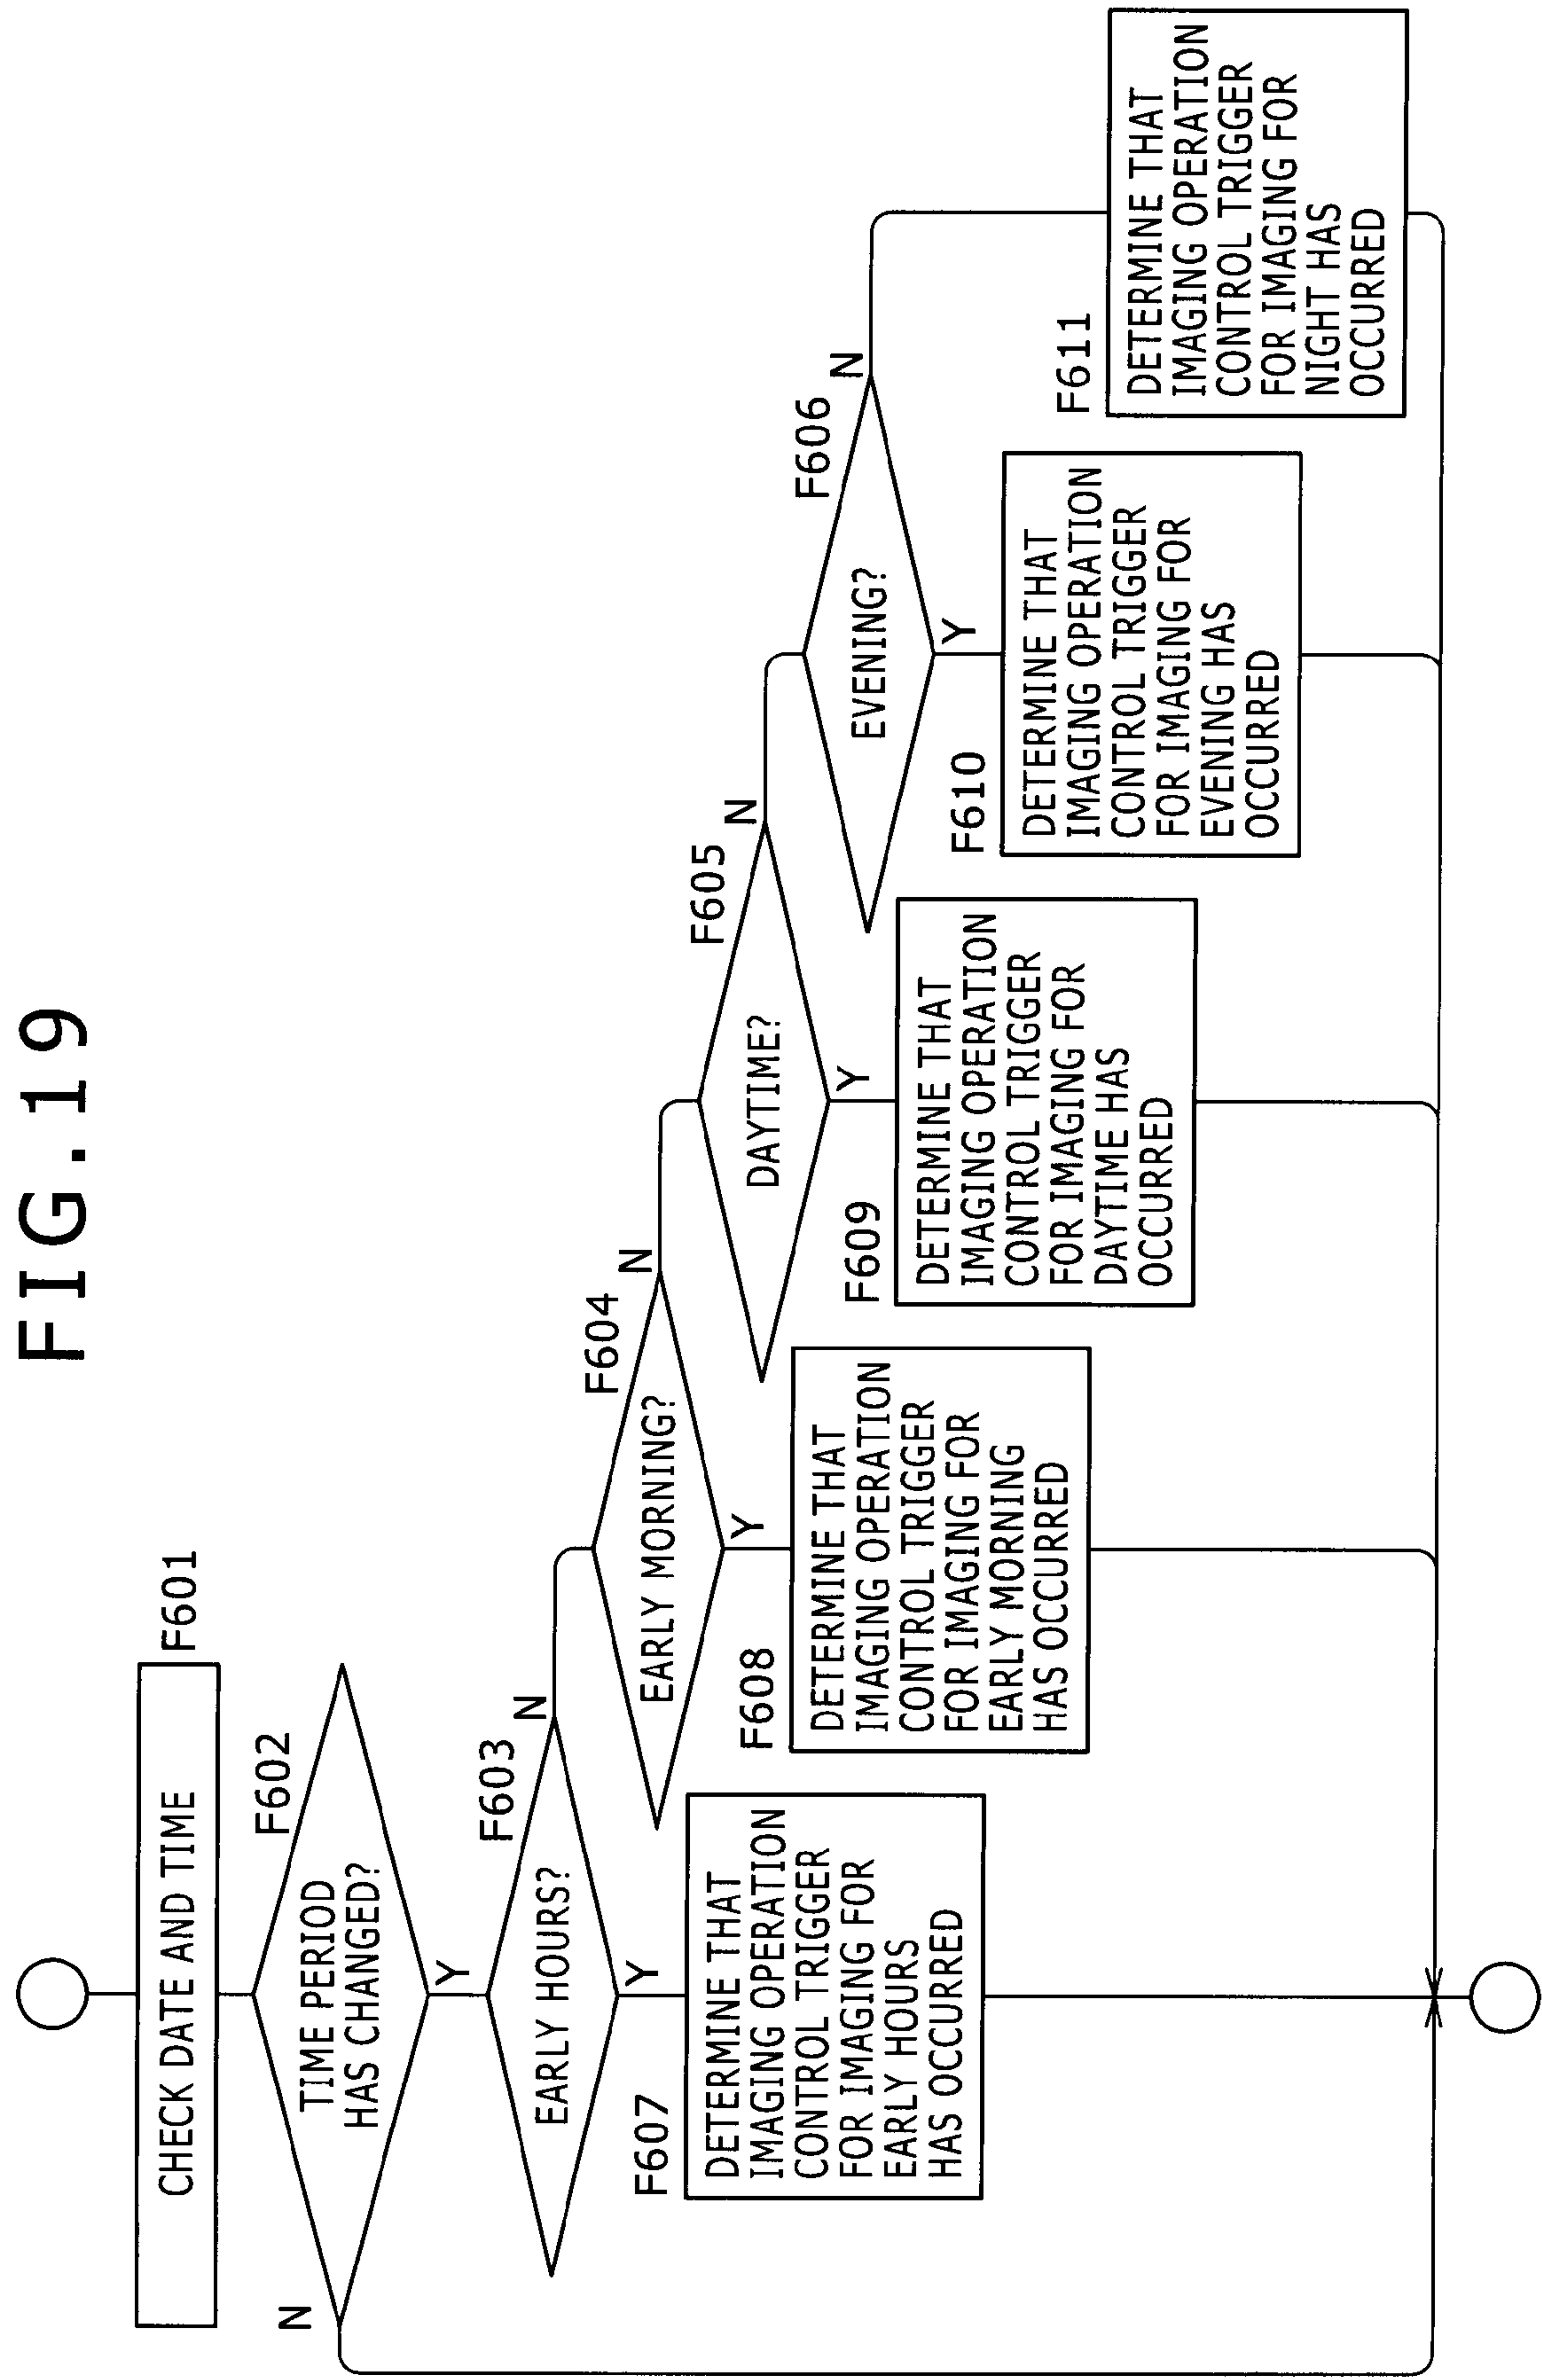 FIG.19
CHECK DATE AND TIME
F601
F602
TIME PERIOD
HAS CHANGED?
N
Y
F603
EARLY HOURS?
N
Y
F604
EARLY MORNING?
N
Y
F605
DAYTIME?
N
Y
F606
EVENING?
N
Y
F607
DETERMINE THAT
IMAGING OPERATION
CONTROL TRIGGER
FOR IMAGING FOR
EARLY HOURS
HAS OCCURRED
F608
DETERMINE THAT
IMAGING OPERATION
CONTROL TRIGGER
FOR IMAGING FOR
EARLY MORNING
HAS OCCURRED
F609
DETERMINE THAT
IMAGING OPERATION
CONTROL TRIGGER
FOR IMAGING FOR
DAYTIME HAS
OCCURRED
F610
DETERMINE THAT
IMAGING OPERATION
CONTROL TRIGGER
FOR IMAGING FOR
EVENING HAS
OCCURRED
F611
DETERMINE THAT
IMAGING OPERATION
CONTROL TRIGGER
FOR IMAGING FOR
NIGHT HAS
OCCURRED